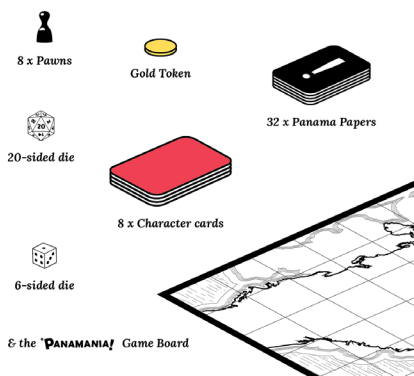 8 x Pawns
Gold Token
32 x Panama Papers
20
20-sided die
8 x Character cards
6-sided die
& the *PANAMANIA! Game Board